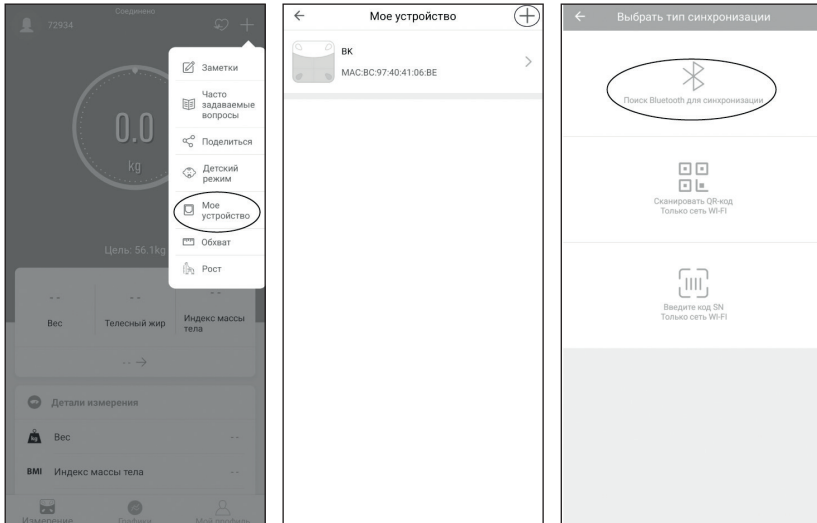 Соединено
72934
Заметки
Часто
задаваемые
вопросы
Поделиться
Детский
режим
Мое
устройство
Обхват
Рост
0.0
kg
Цель: 56.1kg
-- -- --
Вес
Телесный жир
Индекс массы
тела
-- →
Детали измерения
kg
Вес --
BMI Индекс массы тела --
Измерение
Графики
Мой профиль
Мое устройство
BK
MAC:BC:97:40:41:06:BE
Выбрать тип синхронизации
Поиск Bluetooth для синхронизации
Сканировать QR-код
Только сеть WI-FI
Введите код SN
Только сеть WI-FI